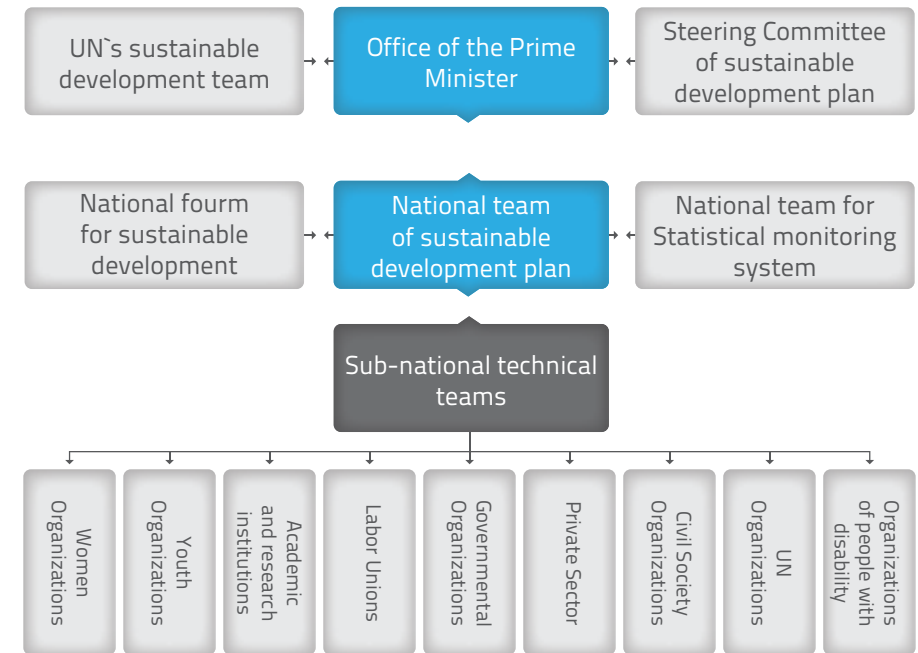 UN`s sustainable
development team
Office of the Prime
Minister
Steering Committee
of sustainable
development plan
National fourm
for sustainable
development
National team
of sustainable
development plan
National team for
Statistical monitoring
system
Sub-national technical
teams
Women
Organizations
Youth
Organizations
Academic
and research
institutions
Labor Unions
Governmental
Organizations
Private Sector
Civil Society
Organizations
UN
Organizations
Organizations
of people with
disability